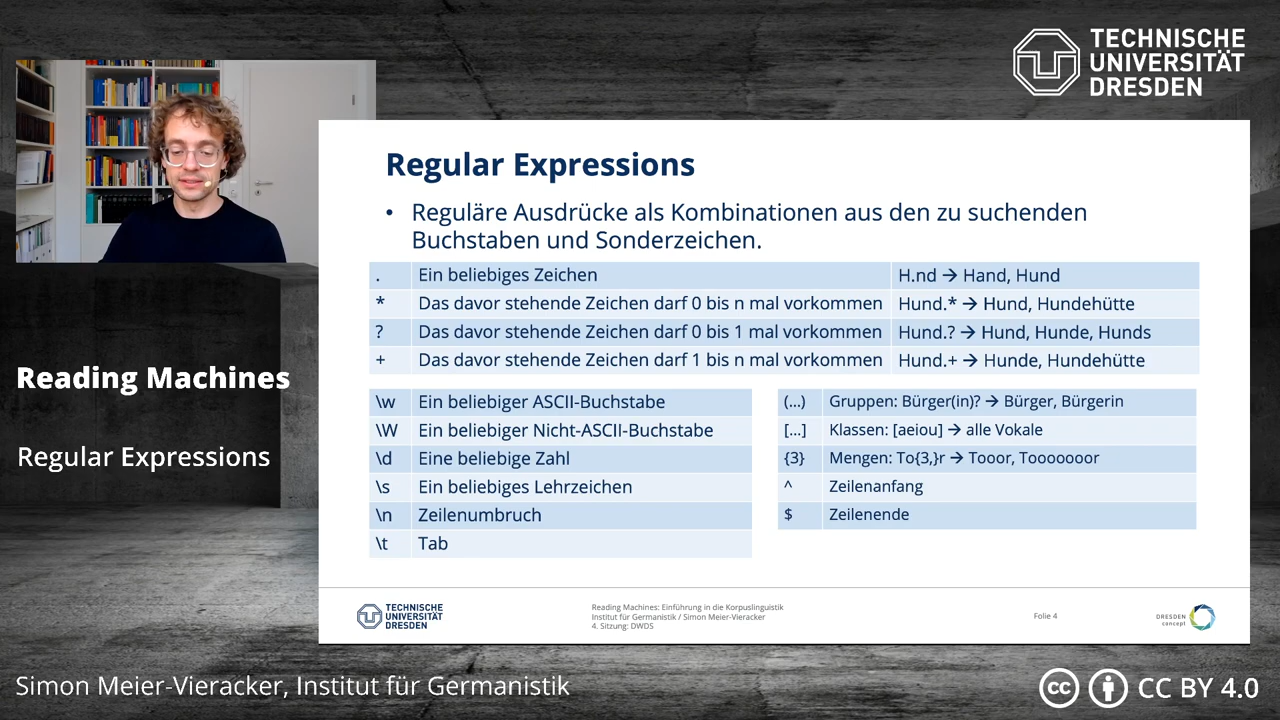 TECHNISCHE
UNIVERSITÄT
DRESDEN
Regular Expressions
• Reguläre Ausdrücke als Kombinationen aus den zu suchenden
Buchstaben und Sonderzeichen.
. Ein beliebiges Zeichen H.nd → Hand, Hund
* Das davor stehende Zeichen darf 0 bis n mal vorkommen Hund.* → Hund, Hundehütte
? Das davor stehende Zeichen darf 0 bis 1 mal vorkommen Hund.? → Hund, Hunde, Hunds
+ Das davor stehende Zeichen darf 1 bis n mal vorkommen Hund.+ → Hunde, Hundehütte
\w Ein beliebiger ASCII-Buchstabe
\W Ein beliebiger Nicht-ASCII-Buchstabe
\d Eine beliebige Zahl
\s Ein beliebiges Lehrzeichen
\n Zeilenumbruch
\t Tab
(...) Gruppen: Bürger(in)? → Bürger, Bürgerin
[...] Klassen: [aeiou] → alle Vokale
{3} Mengen: To{3,}r → Tooor, Tooooooor
^ Zeilenanfang
$ Zeilenende
Reading Machines
Regular Expressions
TECHNISCHE
UNIVERSITÄT
DRESDEN
Reading Machines: Einführung in die Korpuslinguistik
Institut für Germanistik / Simon Meier-Vieracker
4. Sitzung: DWDS
Folie 4
DRESDEN
concept
Simon Meier-Vieracker, Institut für Germanistik
cc CC BY 4.0